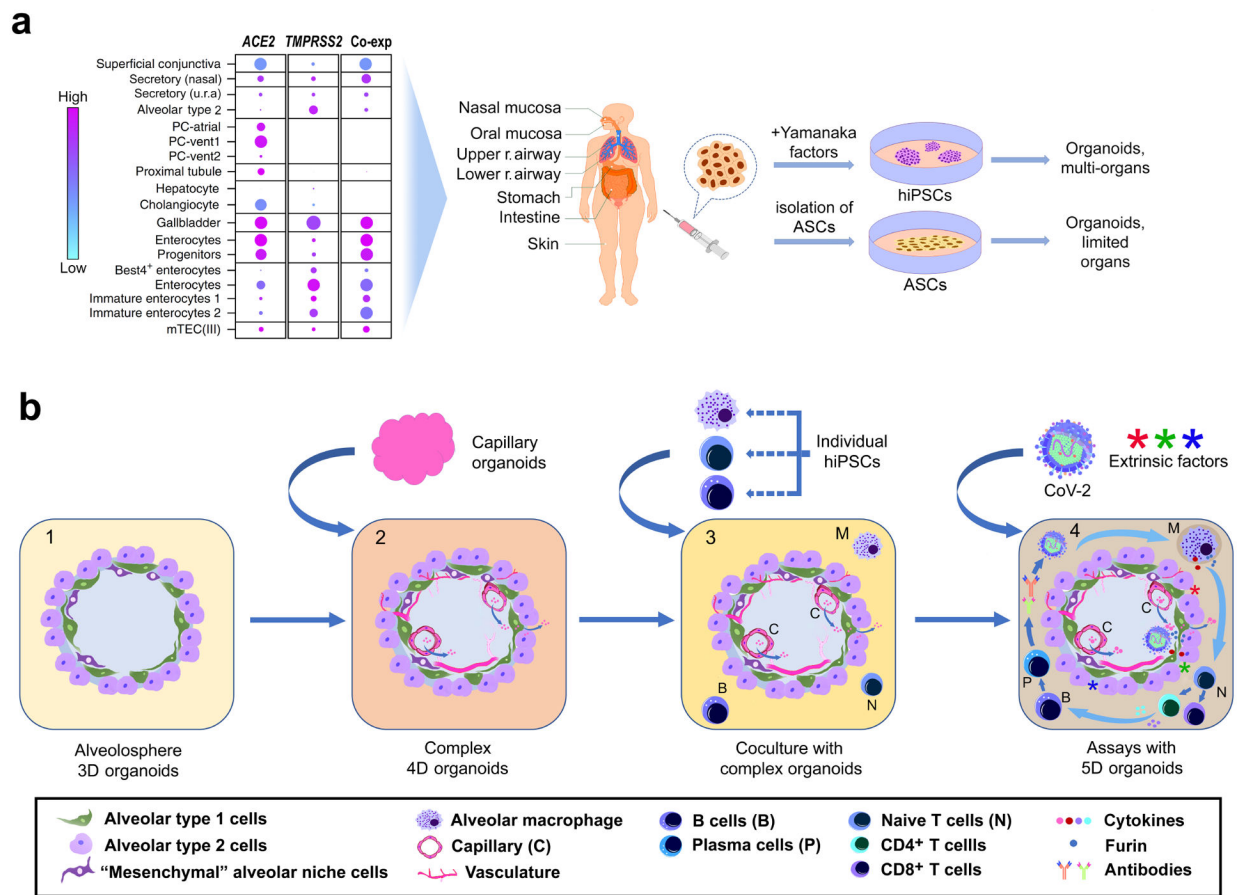 a
ACE2 TMPRSS2 Co-exp
High
Low
Superficial conjunctiva
Secretory (nasal)
Secretory (u.r.a)
Alveolar type 2
PC-atrial
PC-vent1
PC-vent2
Proximal tubule
Hepatocyte
Cholangiocyte
Gallbladder
Enterocytes
Progenitors
Best4+ enterocytes
Enterocytes
Immature enterocytes 1
Immature enterocytes 2
mTEC(III)
Nasal mucosa
Oral mucosa
Upper r. airway
Lower r. airway
Stomach
Intestine
Skin
+Yamanaka
factors
hiPSCs
Organoids,
multi-organs
isolation of
ASCs
ASCs
Organoids,
limited
organs
b
Capillary
organoids
Individual
hiPSCs
CoV-2
* * *
Extrinsic factors
1
2
C
C
3
M
C
C
B
N
4
M
C
C
*
*
*
P
B
N
Alveolosphere
3D organoids
Complex
4D organoids
Coculture with
complex organoids
Assays with
5D organoids
Alveolar type 1 cells
Alveolar type 2 cells
“Mesenchymal” alveolar niche cells
Alveolar macrophage
Capillary (C)
Vasculature
B cells (B)
Plasma cells (P)
Naive T cells (N)
CD4+ T cellls
CD8+ T cells
Cytokines
Furin
Antibodies